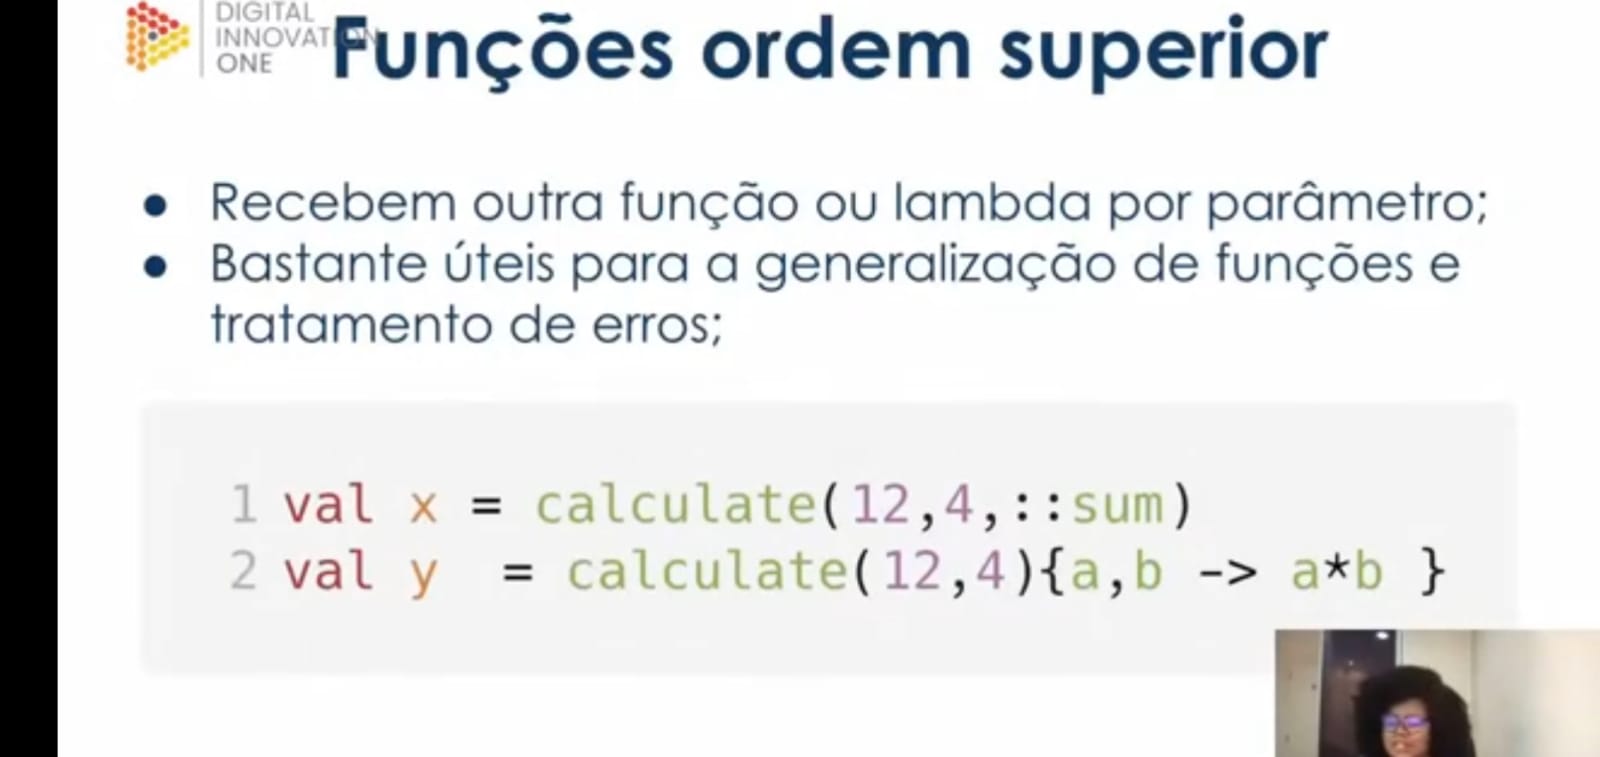 DIGITAL
INNOVATION
ONE
Funções ordem superior
● Recebem outra função ou lambda por parâmetro;
● Bastante úteis para a generalização de funções e
tratamento de erros;
1 val x = calculate(12,4,::sum)
2 val y  = calculate(12,4){a,b -> a*b }